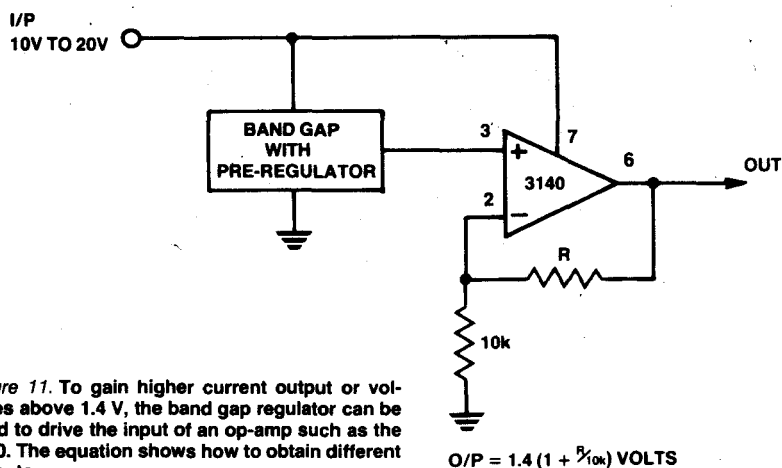 I/P
10V TO 20V
BAND GAP
WITH
PRE-REGULATOR
3
7
+
3140
6
OUT
2
−
R
10k
ure 11. To gain higher current output or vol-
es above 1.4 V, the band gap regulator can be
d to drive the input of an op-amp such as the
0. The equation shows how to obtain different
O/P = 1.4 (1 + R/10k) VOLTS